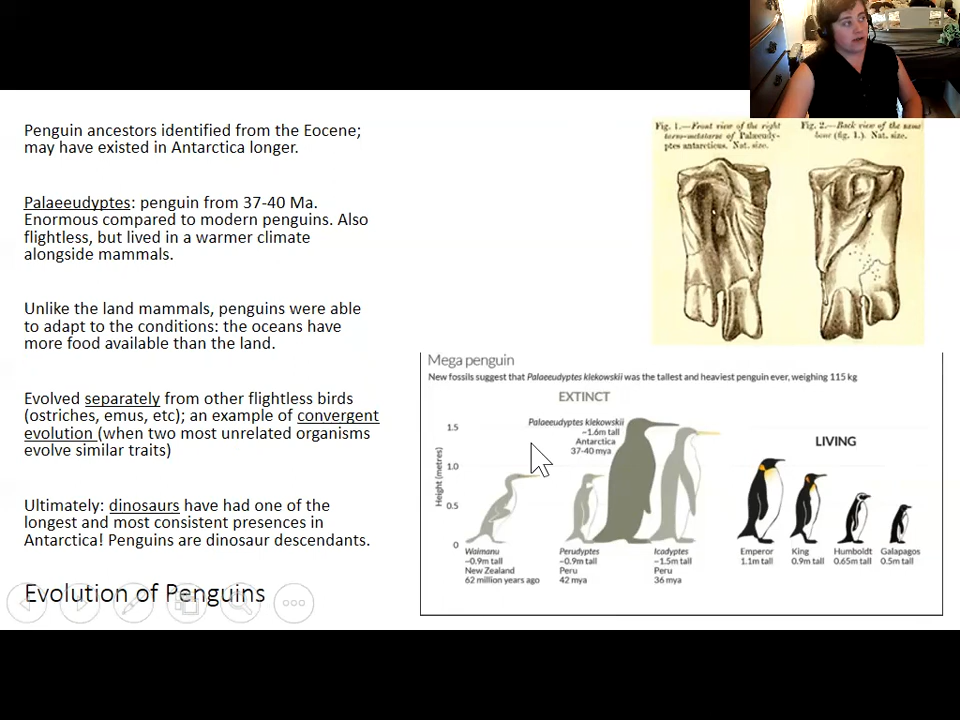 Penguin ancestors identified from the Eocene;
may have existed in Antarctica longer.
Palaeeudyptes: penguin from 37-40 Ma.
Enormous compared to modern penguins. Also
flightless, but lived in a warmer climate
alongside mammals.
Unlike the land mammals, penguins were able
to adapt to the conditions: the oceans have
more food available than the land.
Evolved separately from other flightless birds
(ostriches, emus, etc); an example of convergent
evolution (when two most unrelated organisms
evolve similar traits)
Ultimately: dinosaurs have had one of the
longest and most consistent presences in
Antarctica! Penguins are dinosaur descendants.
Evolution of Penguins
Fig. 1.—Front view of the right
tarso-metatarse of Palæeudy-
ptes antarcticus. Nat. size.
Fig. 2.—Back view of the same
bone (fig. 1.). Nat. size.
Mega penguin
New fossils suggest that Palaeeudyptes klekowskii was the tallest and heaviest penguin ever, weighing 115 kg
EXTINCT
LIVING
Height (metres)
1.5
1.0
0.5
0
Palaeeudyptes klekowskii
~1.6m tall
Antarctica
37-40 mya
Waimanu
~0.9m tall
New Zealand
62 million years ago
Perudyptes
~0.9m tall
Peru
42 mya
Icadyptes
~1.5m tall
Peru
36 mya
Emperor
1.1m tall
King
0.9m tall
Humboldt
0.65m tall
Galapagos
0.5m tall